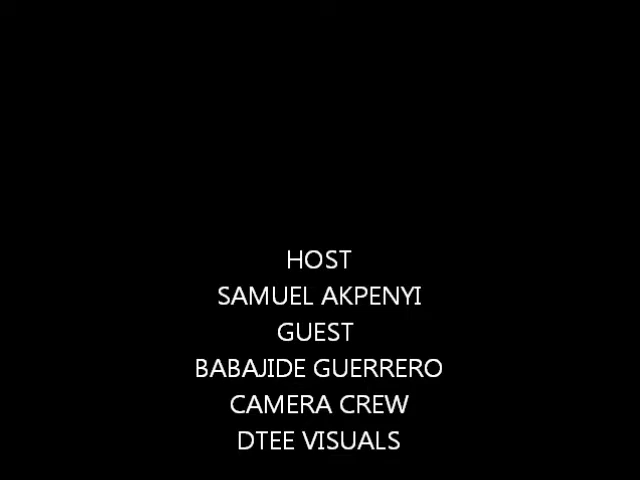 HOST
SAMUEL AKPENYI
GUEST
BABAJIDE GUERRERO
CAMERA CREW
DTEE VISUALS